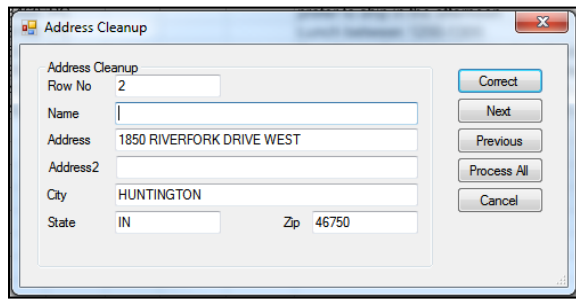 Address Cleanup
Address Cleanup
Row No 2
Correct
Name
Next
Address 1850 RIVERFORK DRIVE WEST
Previous
Address2
Process All
City HUNTINGTON
Cancel
State IN Zip 46750